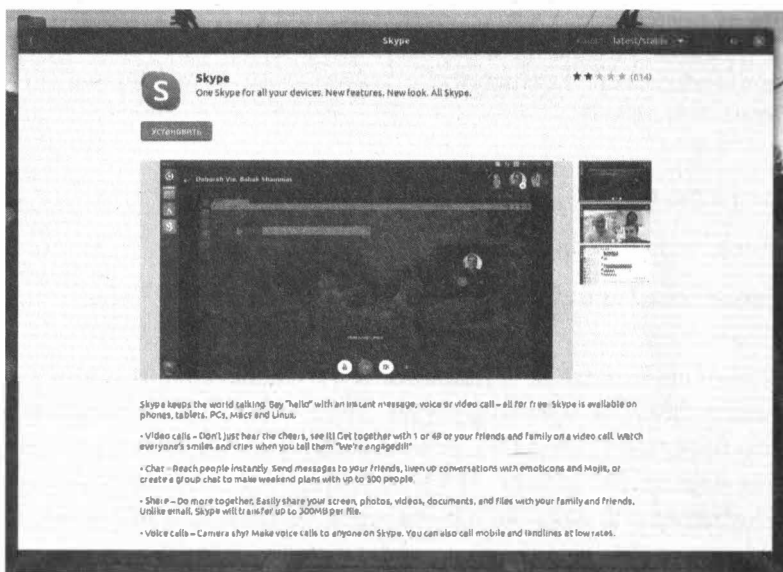 Skype
latest/stable
Skype
(614)
One Skype for all your devices. New features. New look. All Skype.
Установить
Deborah Via, Babak
Skype keeps the world talking. Say "hello" with an instant message, voice or video call – all for free. Skype is available on
phones, tablets, PCs, Macs and Linux.
• Video calls – Don't just hear the cheers, see it! Get together with 1 or 49 of your friends and family on a video call. Watch
everyone's smiles and cries when you tell them "We're engaged!!!"
• Chat – Reach people instantly. Send messages to your friends, liven up conversations with emoticons and Mojis, or
create a group chat to make weekend plans with up to 300 people.
• Share – Do more together. Easily share your screen, photos, videos, documents, and files with your family and friends.
Unlike email, Skype will transfer up to 300MB per file.
• Voice calls – Camera shy? Make voice calls to anyone on Skype. You can also call mobile and landlines at low rates.